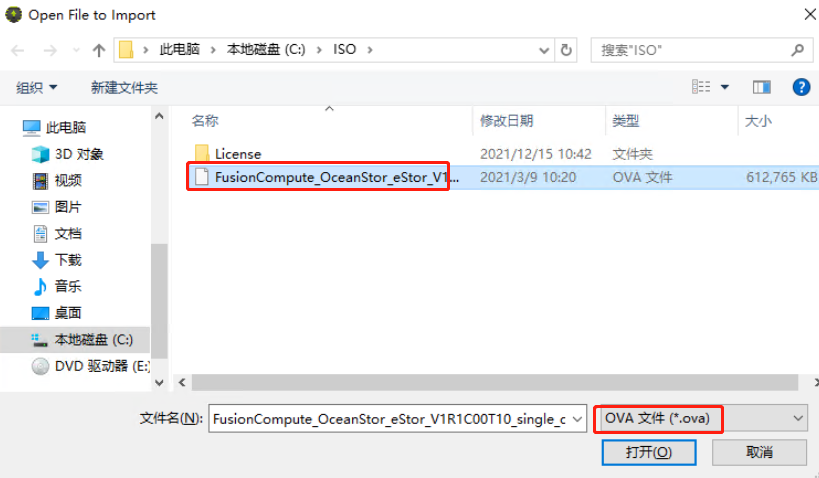 Open File to Import
此电脑 › 本地磁盘 (C:) › ISO ›
搜索"ISO"
组织 新建文件夹
名称 修改日期 类型 大小
此电脑
3D 对象
视频
图片
文档
下载
音乐
桌面
本地磁盘 (C:)
DVD 驱动器 (E:
License 2021/12/15 10:42 文件夹
FusionCompute_OceanStor_eStor_V1... 2021/3/9 10:20 OVA 文件 612,765 KB
文件名(N): FusionCompute_OceanStor_eStor_V1R1C00T10_single_c OVA 文件 (*.ova)
打开(O) 取消